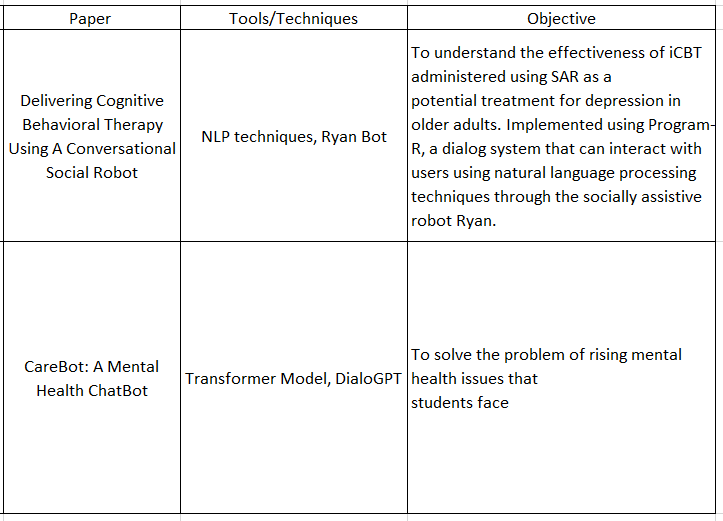 Paper
Tools/Techniques
Objective
Delivering Cognitive
Behavioral Therapy
Using A Conversational
Social Robot
NLP techniques, Ryan Bot
To understand the effectiveness of iCBT
administered using SAR as a
potential treatment for depression in
older adults. Implemented using Program-
R, a dialog system that can interact with
users using natural language processing
techniques through the socially assistive
robot Ryan.
CareBot: A Mental
Health ChatBot
Transformer Model, DialoGPT
To solve the problem of rising mental
health issues that
students face